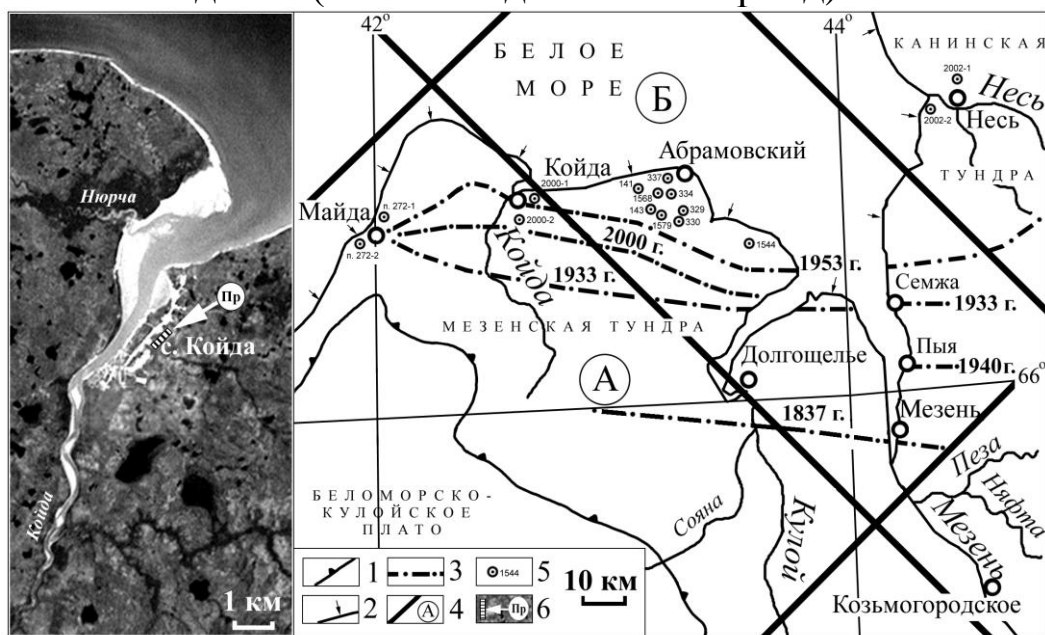 Нюрча
Пр
с. Койда
Койда
1 км
42°
44°
БЕЛОЕ
МОРЕ
Б
КАНИНСКАЯ
2002-1
Несь
2002-2
Несь
ТУНДРА
Абрамовский
Койда
2000-1
141
337
1568
334
143
329
1579
330
2000-2
Майда
п. 272-1
п. 272-2
1544
2000 г.
1953 г.
Койда
1933 г.
Семжа
1933 г.
МЕЗЕНСКАЯ ТУНДРА
Пыя
Долгощелье
1940г.
66°
А
1837 г.
Мезень
Пеза
Няфта
БЕЛОМОРСКО-
КУЛОЙСКОЕ
ПЛАТО
Сояна
Кулой
Мезень
Козьмогородское
1
3
1544
5
2
А
4
Пр
6
10 км